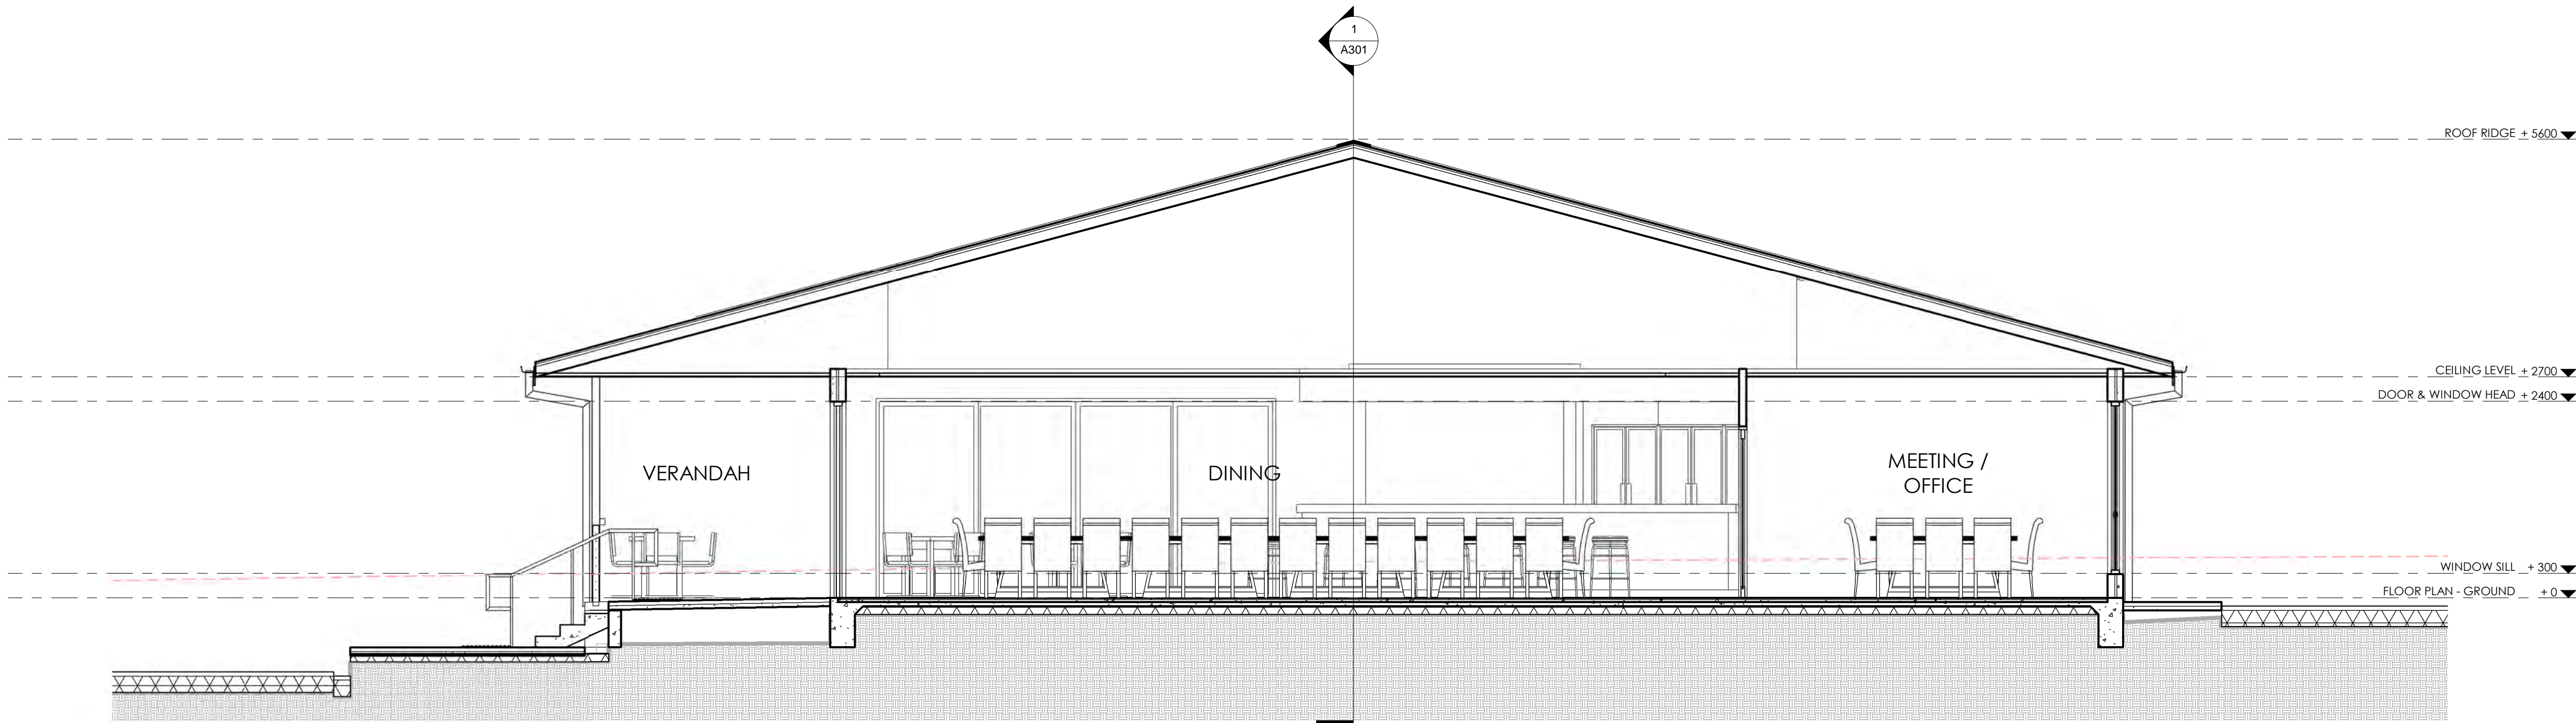 1
A301
ROOF RIDGE + 5600
CEILING LEVEL + 2700
DOOR & WINDOW HEAD + 2400
VERANDAH
DINING
MEETING /
OFFICE
WINDOW SILL + 300
FLOOR PLAN - GROUND + 0